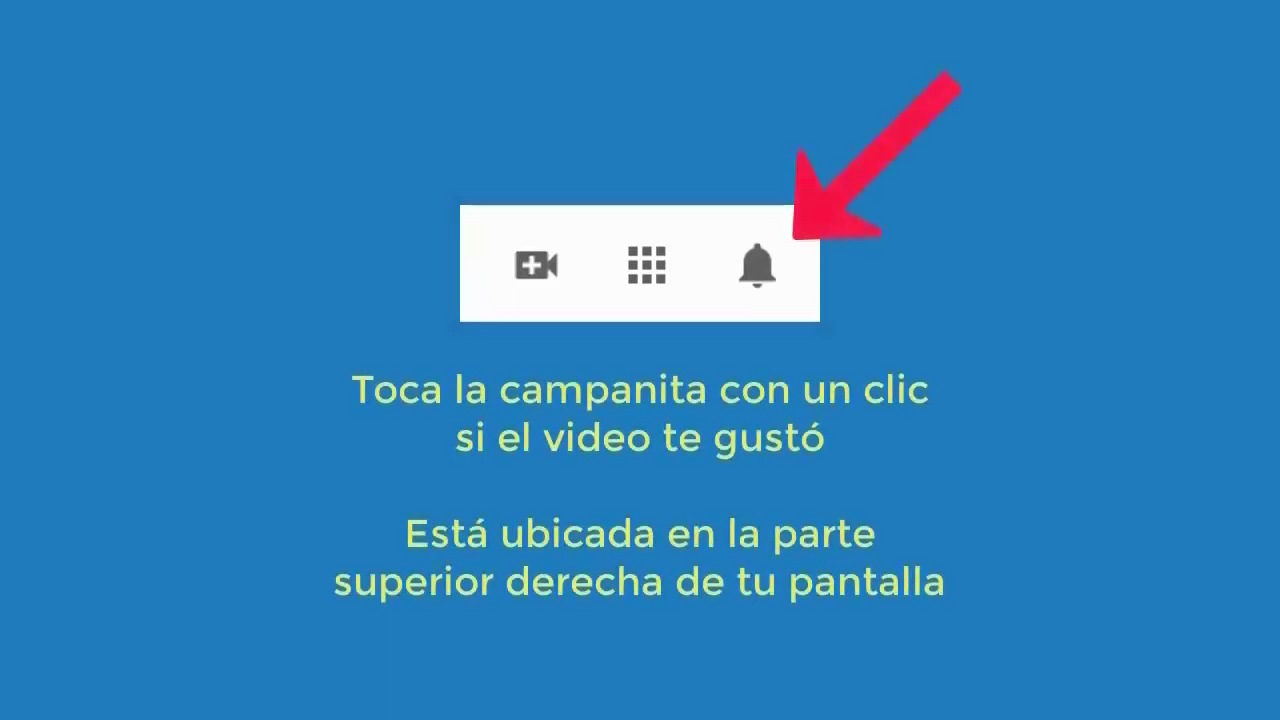 Toca la campanita con un clic
si el video te gustó
Está ubicada en la parte
superior derecha de tu pantalla